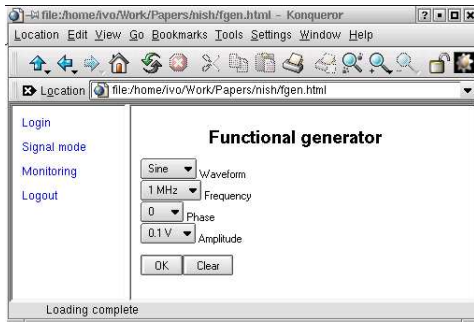 file:/home/ivo/Work/Papers/nish/fgen.html - Konqueror
Location Edit View Go Bookmarks Tools Settings Window Help
Location file:/home/ivo/Work/Papers/nish/fgen.html
Login
Signal mode
Monitoring
Logout
Functional generator
Sine Waveform
1 MHz Frequency
0 Phase
0.1 V Amplitude
OK Clear
Loading complete